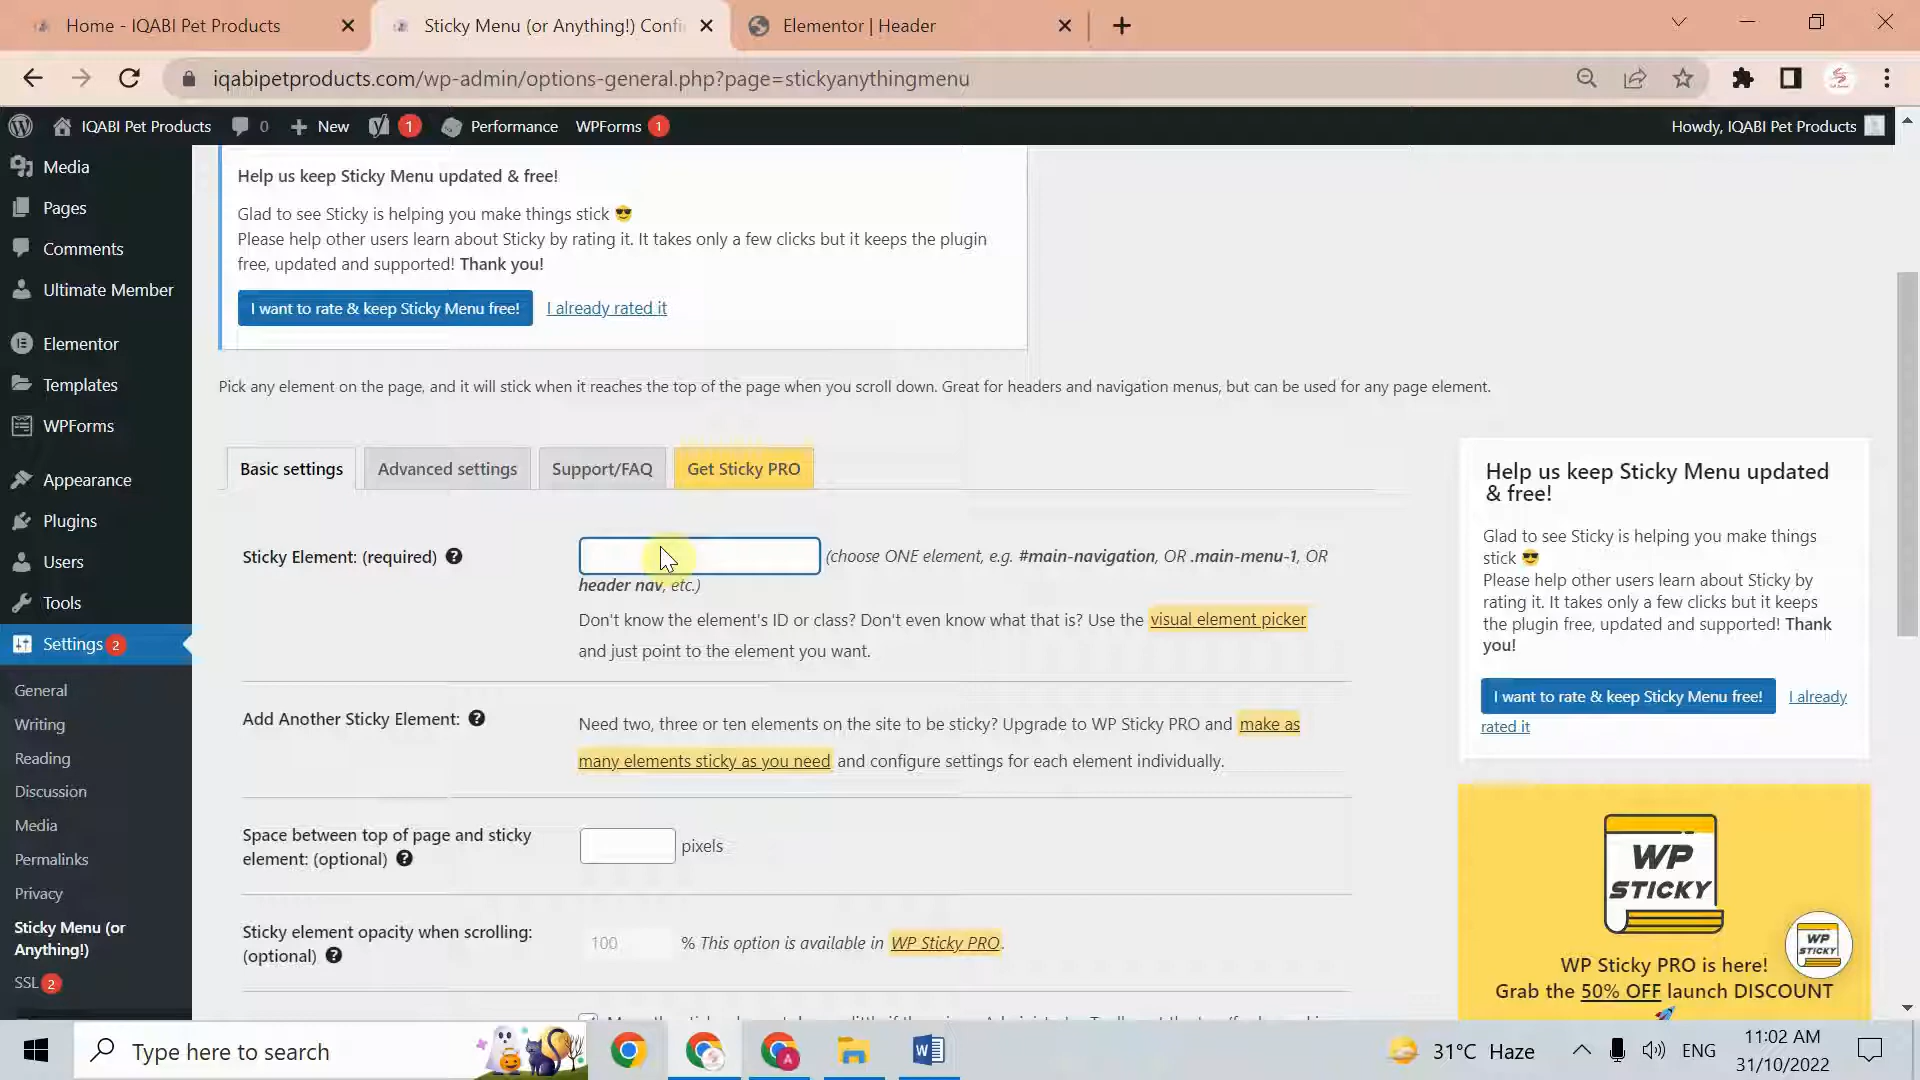 Home - IQABI Pet Products
Sticky Menu (or Anything!) Confi
Elementor | Header
iqabipetproducts.com/wp-admin/options-general.php?page=stickyanythingmenu
IQABI Pet Products
0
New
1
Performance
WPForms 1
Howdy, IQABI Pet Products
Media
Pages
Comments
Ultimate Member
Elementor
Templates
WPForms
Appearance
Plugins
Users
Tools
Settings 2
General
Writing
Reading
Discussion
Media
Permalinks
Privacy
Sticky Menu (or
Anything!)
SSL 2
Help us keep Sticky Menu updated & free!
Glad to see Sticky is helping you make things stick 😎
Please help other users learn about Sticky by rating it. It takes only a few clicks but it keeps the plugin
free, updated and supported! Thank you!
I want to rate & keep Sticky Menu free! I already rated it
Pick any element on the page, and it will stick when it reaches the top of the page when you scroll down. Great for headers and navigation menus, but can be used for any page element.
Basic settings
Advanced settings
Support/FAQ
Get Sticky PRO
Sticky Element: (required) ?
(choose ONE element, e.g. #main-navigation, OR .main-menu-1, OR
header nav, etc.)
Don't know the element's ID or class? Don't even know what that is? Use the visual element picker
and just point to the element you want.
Add Another Sticky Element: ?
Need two, three or ten elements on the site to be sticky? Upgrade to WP Sticky PRO and make as
many elements sticky as you need and configure settings for each element individually.
Space between top of page and sticky
element: (optional) ?
pixels
Sticky element opacity when scrolling:
(optional) ?
100 % This option is available in WP Sticky PRO.
Help us keep Sticky Menu updated
& free!
Glad to see Sticky is helping you make things
stick 😎
Please help other users learn about Sticky by
rating it. It takes only a few clicks but it keeps
the plugin free, updated and supported! Thank
you!
I want to rate & keep Sticky Menu free! I already
rated it
WP
STICKY
WP
STICKY
WP Sticky PRO is here!
Grab the 50% OFF launch DISCOUNT
Type here to search
A
31°C Haze
ENG
11:02 AM
31/10/2022